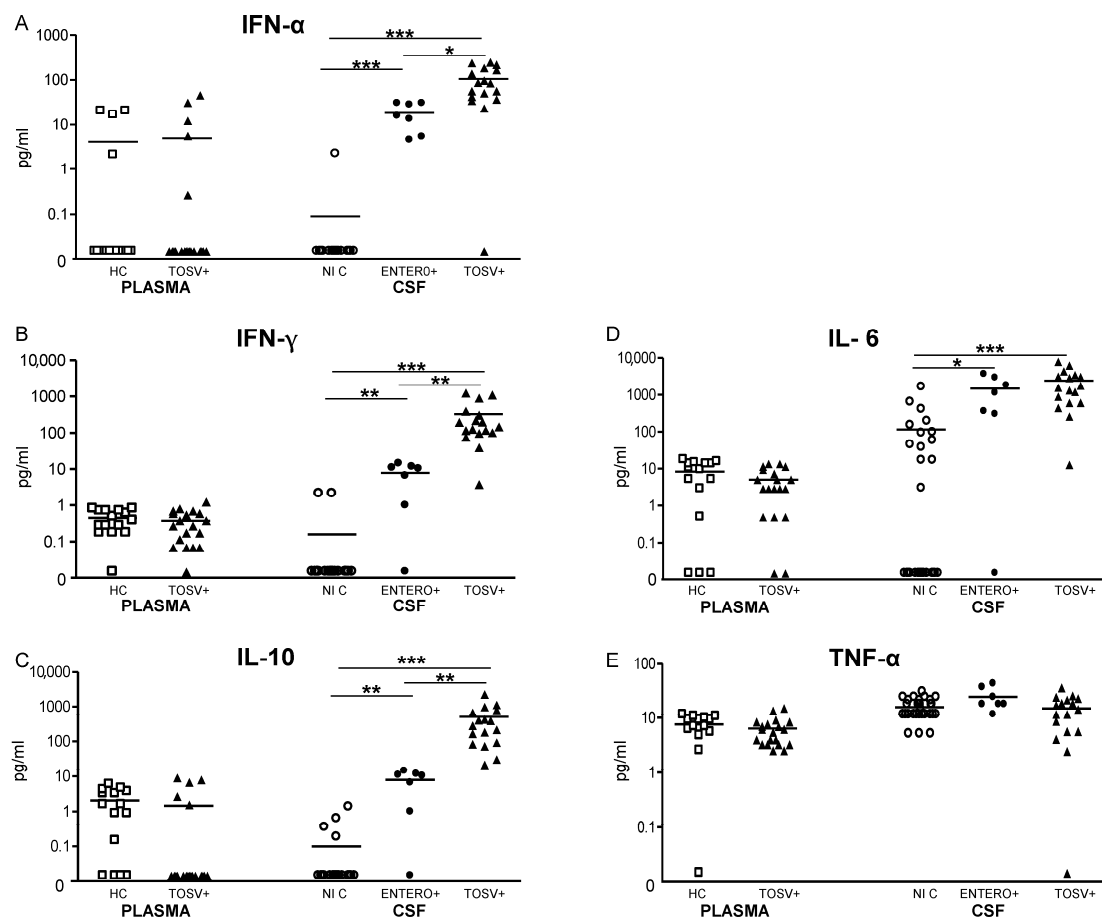 A
IFN-α
pg/ml
1000
100
10
1
0.1
0
***
***
*
HC
TOSV+
NI C
ENTER0+
TOSV+
PLASMA
CSF
B
IFN-γ
pg/ml
10,000
1000
100
10
1
0.1
0
***
**
**
HC
TOSV+
NI C
ENTERO+
TOSV+
PLASMA
CSF
C
IL-10
pg/ml
10,000
1000
100
10
1
0.1
0
***
**
**
HC
TOSV+
NI C
ENTERO+
TOSV+
PLASMA
CSF
D
IL- 6
pg/ml
10,000
1000
100
10
1
0.1
0
***
*
HC
TOSV+
NI C
ENTERO+
TOSV+
PLASMA
CSF
E
TNF-α
pg/ml
100
10
1
0.1
0
HC
TOSV+
NI C
ENTERO+
TOSV+
PLASMA
CSF